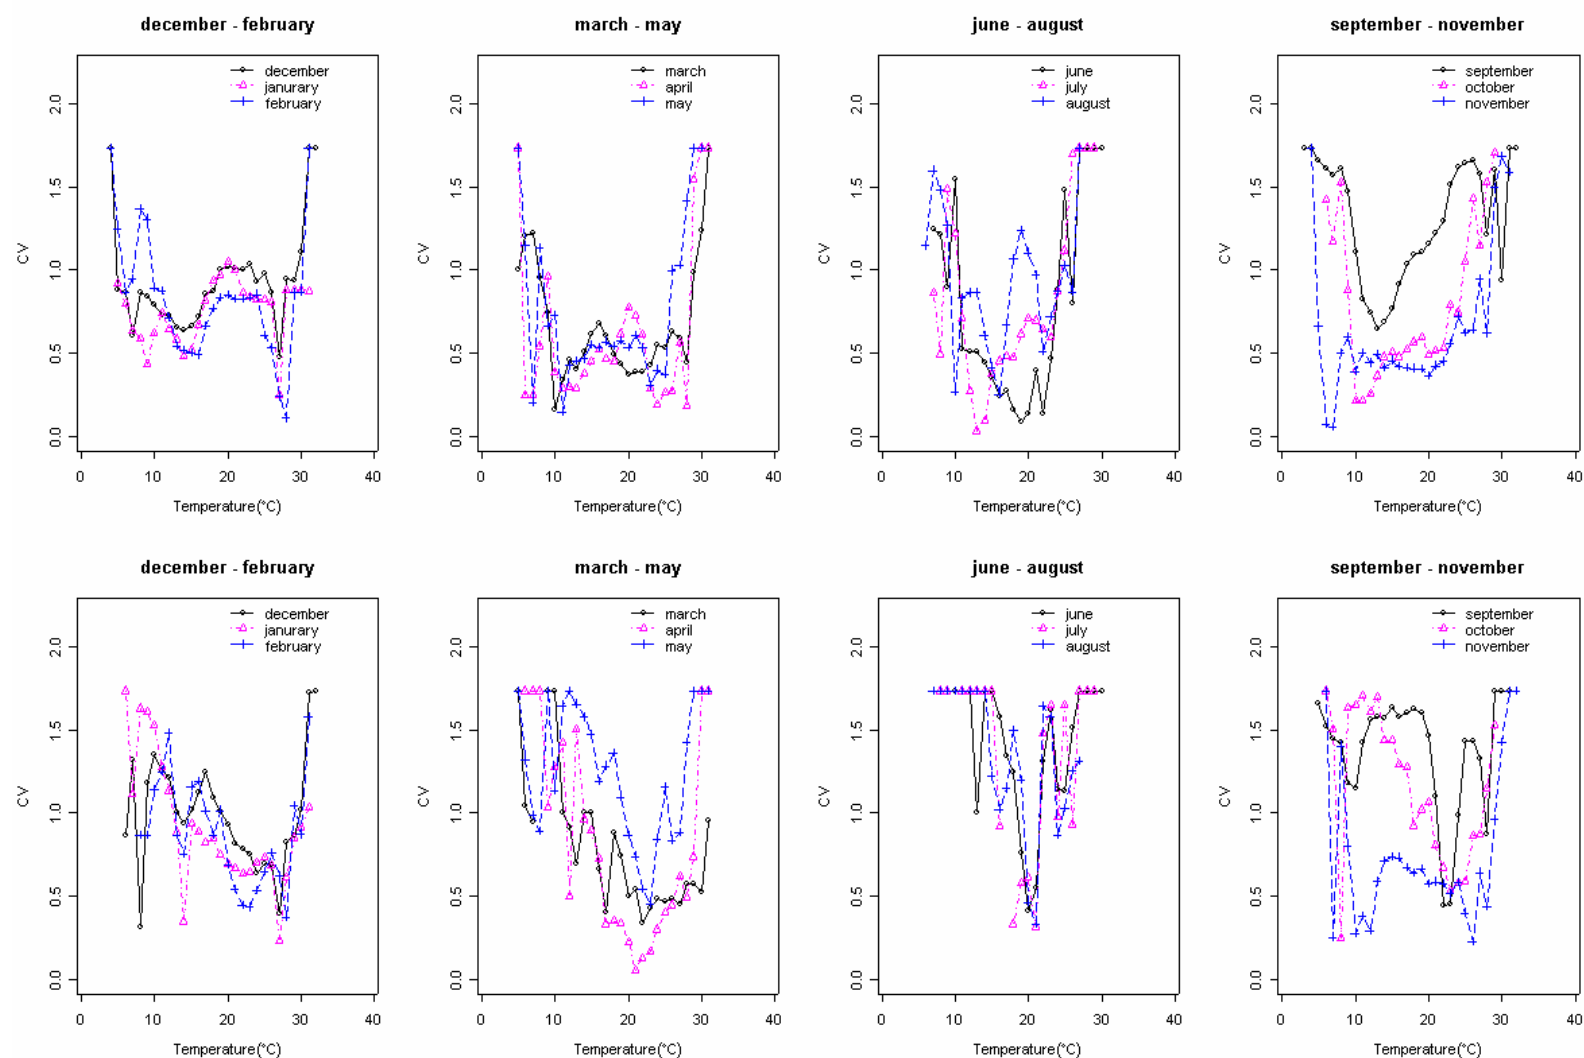 december - february
march - may
june - august
september - november
december
janurary
february
march
april
may
june
july
august
september
october
november
CV
0.0 0.5 1.0 1.5 2.0
CV
0.0 0.5 1.0 1.5 2.0
CV
0.0 0.5 1.0 1.5 2.0
CV
0.0 0.5 1.0 1.5 2.0
0 10 20 30 40
0 10 20 30 40
0 10 20 30 40
0 10 20 30 40
Temperature(°C)
Temperature(°C)
Temperature(°C)
Temperature(°C)
december - february
march - may
june - august
september - november
december
janurary
february
march
april
may
june
july
august
september
october
november
CV
0.0 0.5 1.0 1.5 2.0
CV
0.0 0.5 1.0 1.5 2.0
CV
0.0 0.5 1.0 1.5 2.0
CV
0.0 0.5 1.0 1.5 2.0
0 10 20 30 40
0 10 20 30 40
0 10 20 30 40
0 10 20 30 40
Temperature(°C)
Temperature(°C)
Temperature(°C)
Temperature(°C)